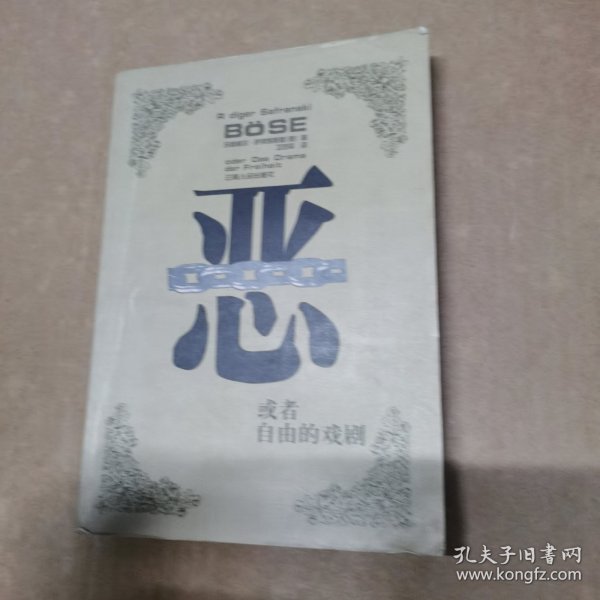 R diger Safranski
BöSE
oder Das Drama
der Freiheit
恶
或者
自由的戏剧
孔夫子旧书网
www.kongfz.com